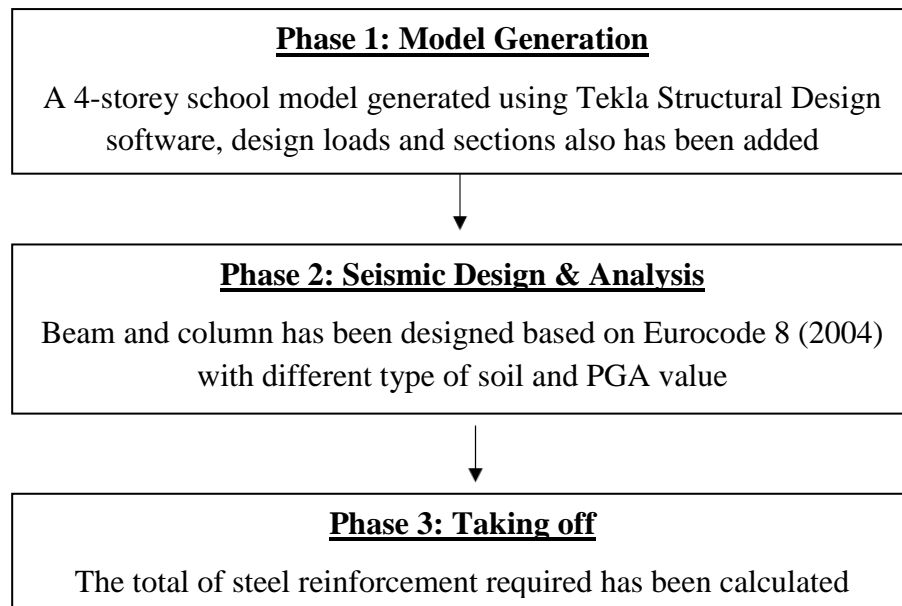 Phase 1: Model Generation
A 4-storey school model generated using Tekla Structural Design
software, design loads and sections also has been added
Phase 2: Seismic Design & Analysis
Beam and column has been designed based on Eurocode 8 (2004)
with different type of soil and PGA value
Phase 3: Taking off
The total of steel reinforcement required has been calculated